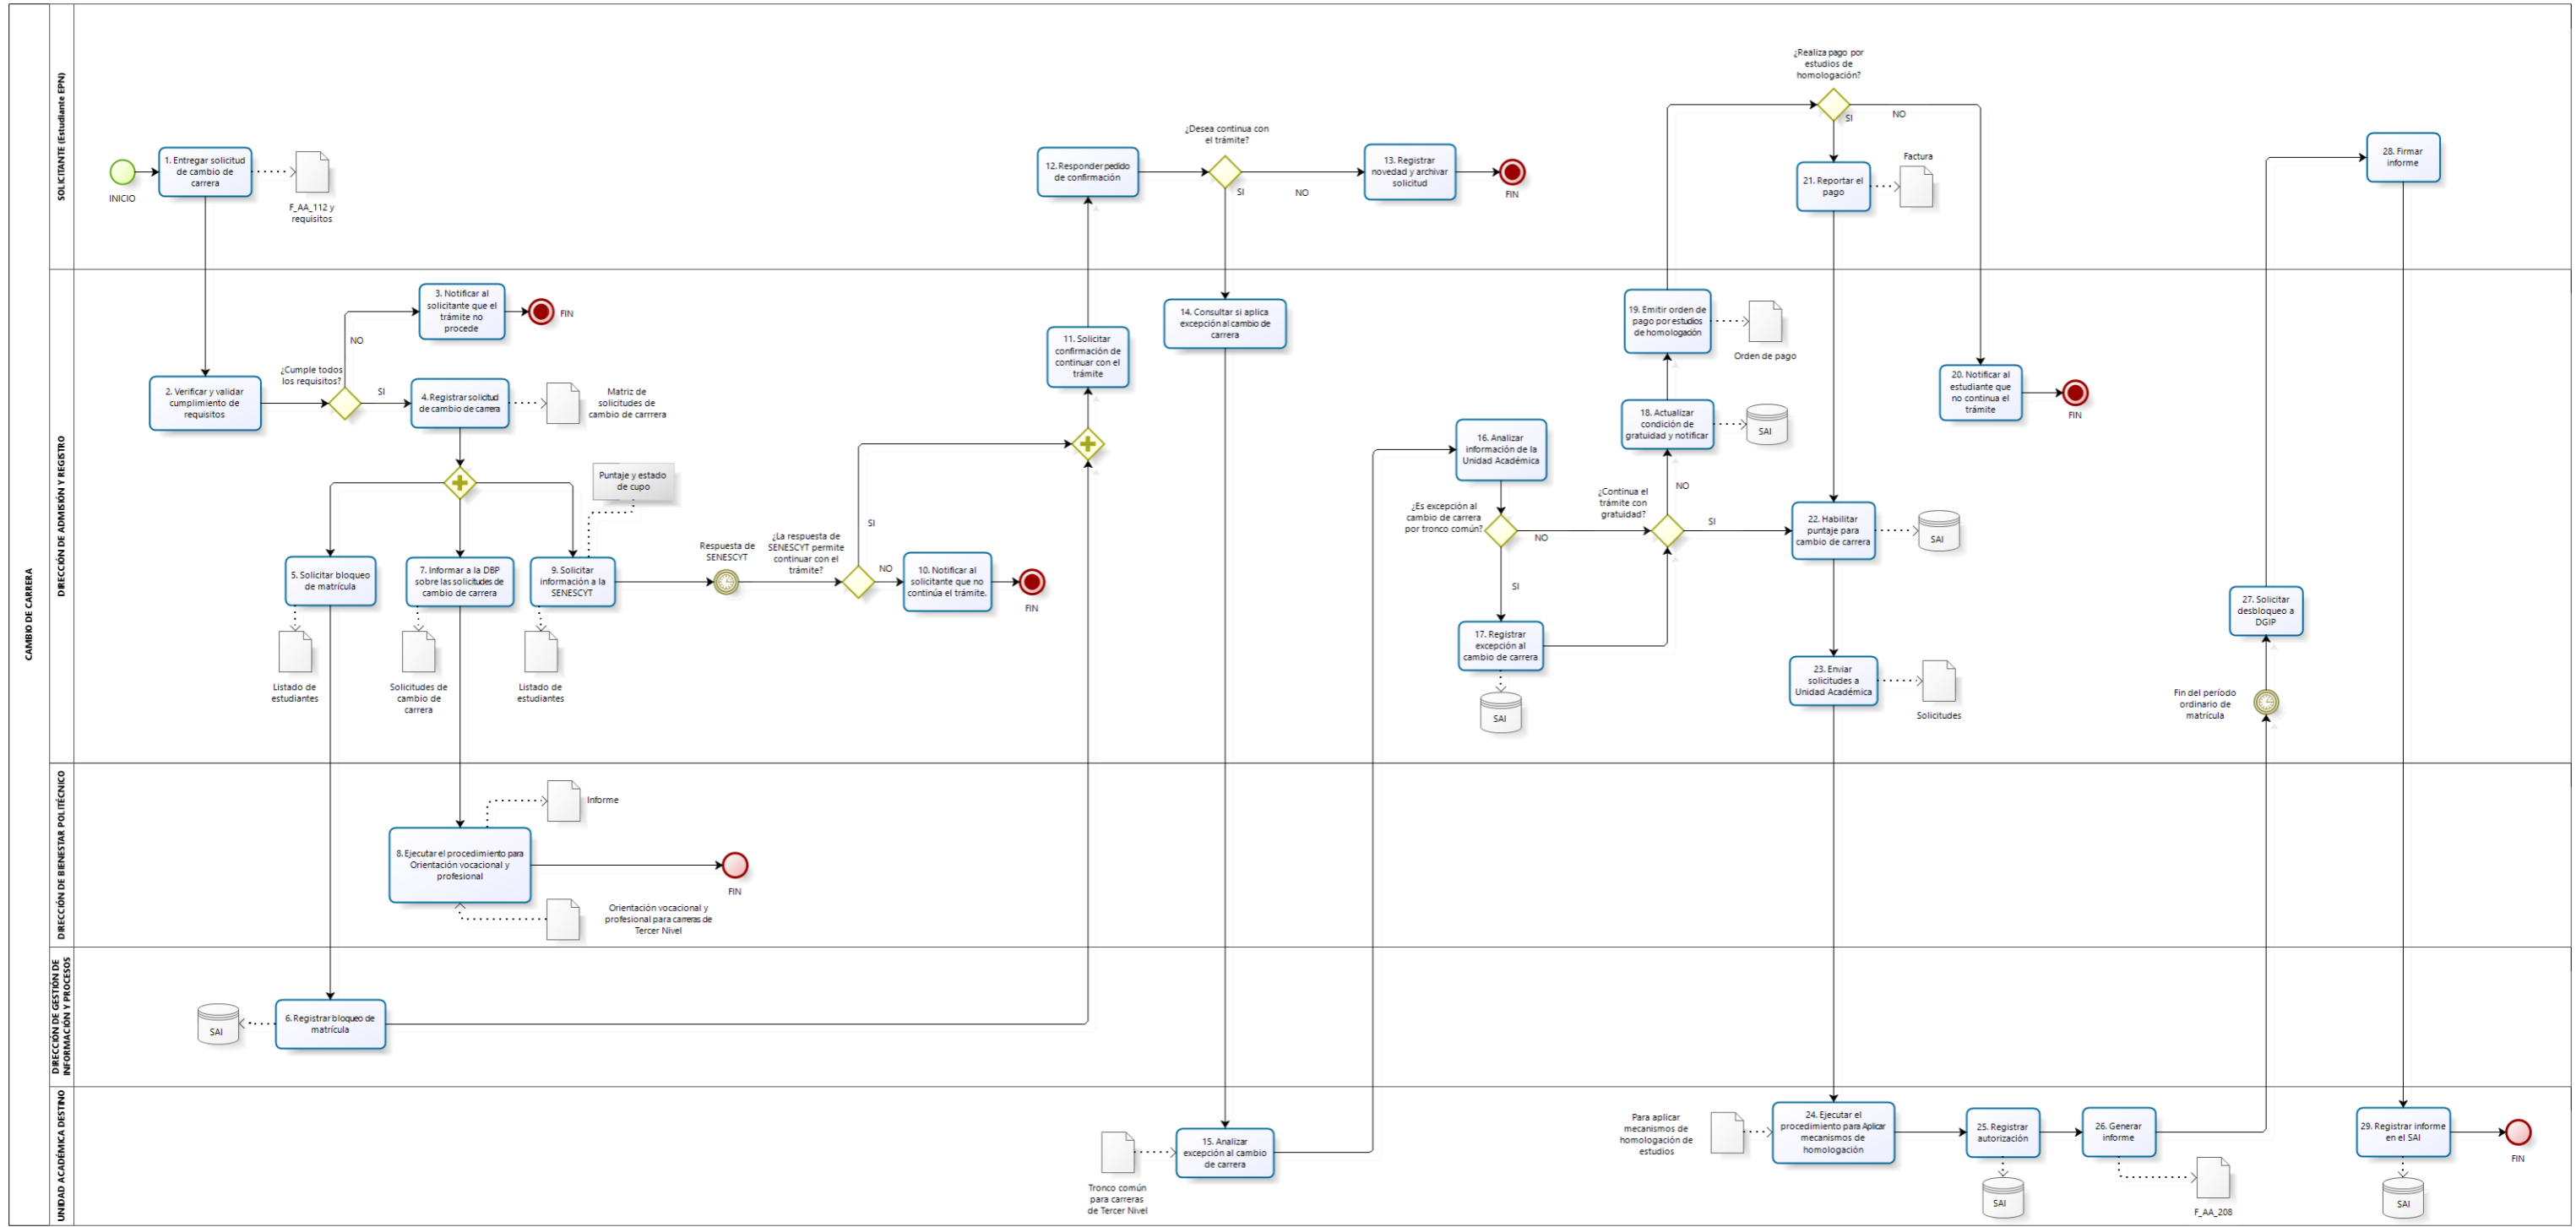 CAMBIO DE CARRERA
SOLICITANTE (Estudiante EPN)
INICIO
1. Entregar solicitud
de cambio de
carrera
F_AA_112 y
requisitos
12. Responder pedido
de confirmación
¿Desea continua con
el trámite?
SI
NO
13. Registrar
novedad y archivar
solicitud
FIN
¿Realiza pago por
estudios de
homologación?
SI
NO
21. Reportar el
pago
Factura
28. Firmar
informe
DIRECCIÓN DE ADMISIÓN Y REGISTRO
2. Verificar y validar
cumplimiento de
requisitos
¿Cumple todos
los requisitos?
NO
SI
3. Notificar al
solicitante que el
trámite no
procede
FIN
4. Registrar solicitud
de cambio de carrera
Matriz de
solicitudes de
cambio de carrrera
5. Solicitar bloqueo
de matrícula
Listado de
estudiantes
7. Informar a la DBP
sobre las solicitudes de
cambio de carrera
Solicitudes de
cambio de
carrera
Puntaje y estado
de cupo
9. Solicitar
información a la
SENESCYT
Listado de
estudiantes
Respuesta de
SENESCYT
¿La respuesta de
SENESCYT permite
continuar con el
trámite?
SI
NO
10. Notificar al
solicitante que no
continúa el trámite.
FIN
11. Solicitar
confirmación de
continuar con el
trámite
14. Consultar si aplica
excepción al cambio de
carrera
16. Analizar
información de la
Unidad Académica
¿Es excepción al
cambio de carrera
por tronco común?
NO
SI
17. Registrar
excepción al
cambio de carrera
SAI
¿Continua el
trámite con
gratuidad?
NO
SI
18. Actualizar
condición de
gratuidad y notificar
SAI
19. Emitir orden de
pago por estudios
de homologación
Orden de pago
20. Notificar al
estudiante que
no continua el
trámite
FIN
22. Habilitar
puntaje para
cambio de carrera
SAI
23. Enviar
solicitudes a
Unidad Académica
Solicitudes
27. Solicitar
desbloqueo a
DGIP
Fin del período
ordinario de
matrícula
DIRECCIÓN DE BIENESTAR POLITÉCNICO
8. Ejecutar el procedimiento para
Orientación vocacional y
profesional
Informe
FIN
Orientación vocacional y
profesional para carreras de
Tercer Nivel
DIRECCIÓN DE GESTIÓN DE
INFORMACIÓN Y PROCESOS
SAI
6. Registrar bloqueo de
matrícula
UNIDAD ACADÉMICA DESTINO
Tronco común
para carreras
de Tercer Nivel
15. Analizar
excepción al cambio
de carrera
Para aplicar
mecanismos de
homologación de
estudios
24. Ejecutar el
procedimiento para Aplicar
mecanismos de
homologación
25. Registrar
autorización
SAI
26. Generar
informe
F_AA_208
29. Registrar informe
en el SAI
SAI
FIN